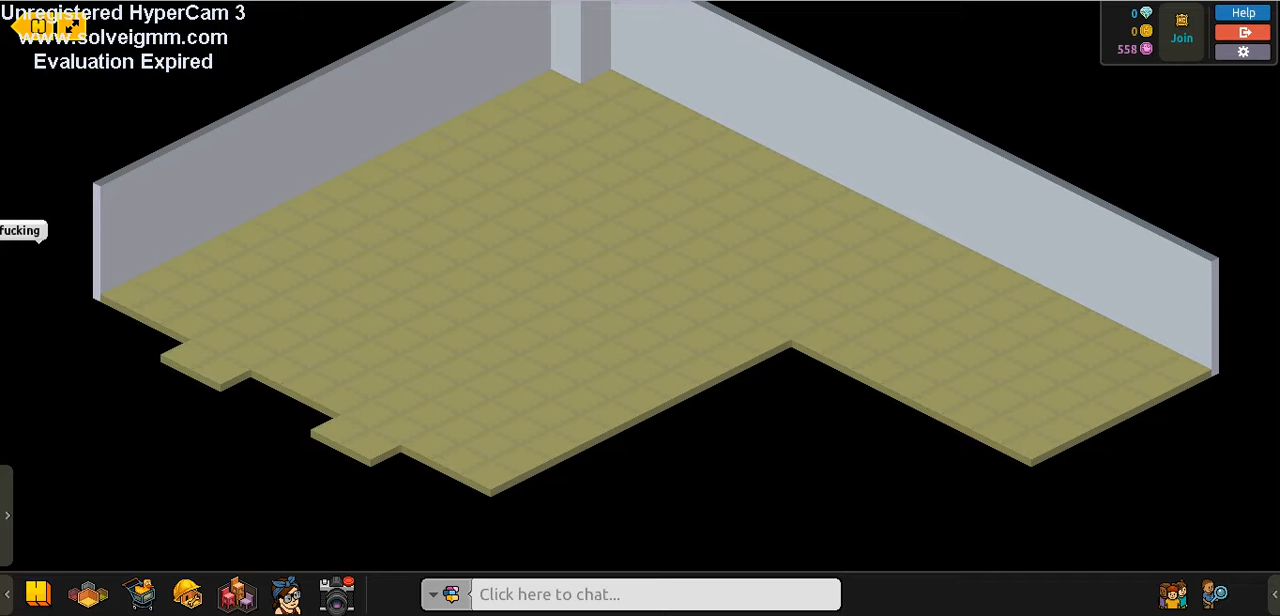 Unregistered HyperCam 3
www.solveigmm.com
Evaluation Expired
0
0
558
Join
Help
fucking
Click here to chat...